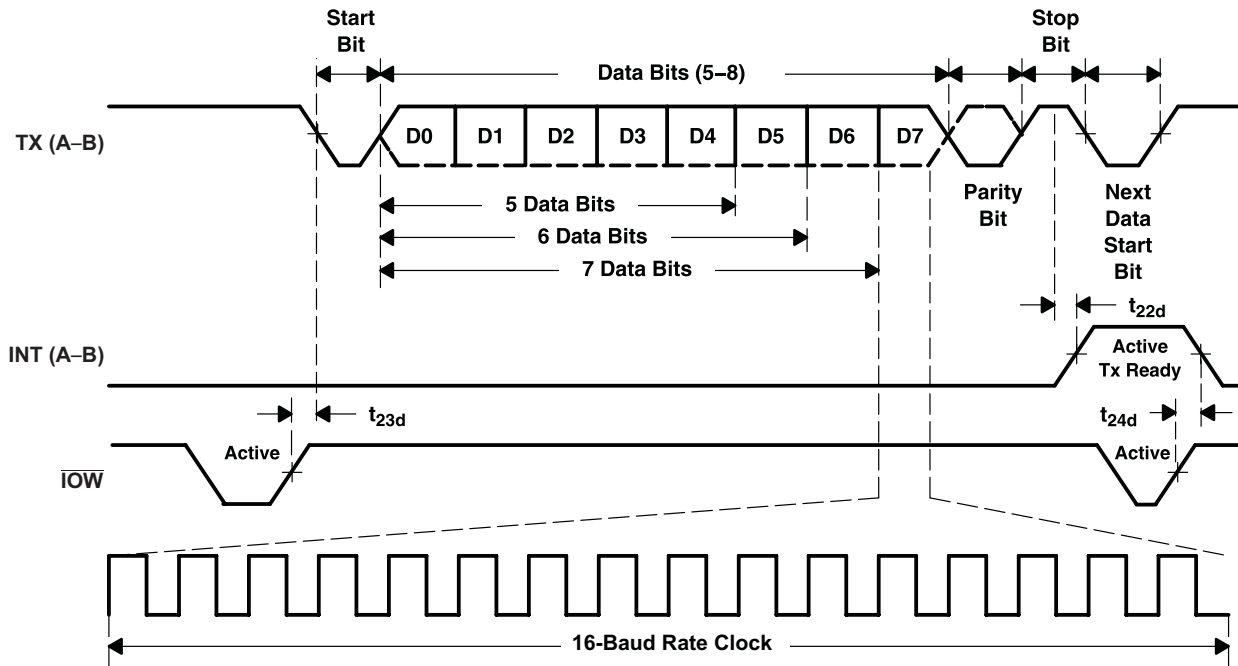 Start
Bit
Data Bits (5–8)
Stop
Bit
TX (A–B)
D0 D1 D2 D3 D4 D5 D6 D7
5 Data Bits
6 Data Bits
7 Data Bits
Parity
Bit
Next
Data
Start
Bit
t22d
INT (A–B)
Active
Tx Ready
t23d
t24d
IOW
Active
Active
16-Baud Rate Clock